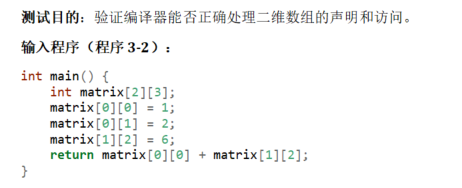 测试目的：验证编译器能否正确处理二维数组的声明和访问。
输入程序（程序 3-2）：
int main() {
    int matrix[2][3];
    matrix[0][0] = 1;
    matrix[0][1] = 2;
    matrix[1][2] = 6;
    return matrix[0][0] + matrix[1][2];
}